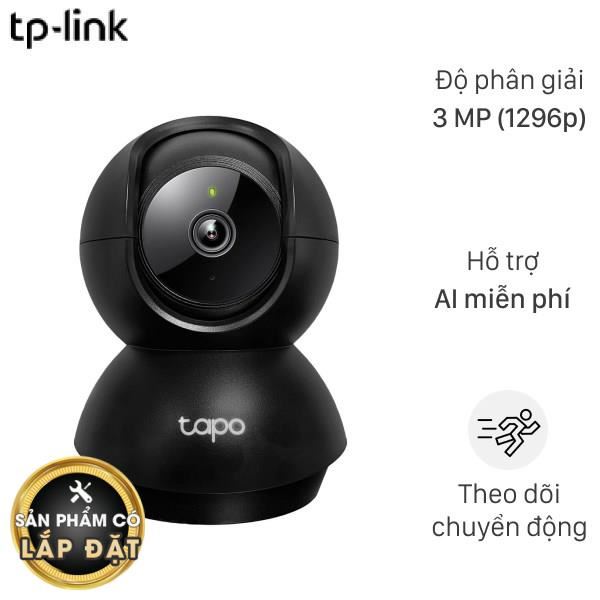 tp-link
Độ phân giải
3 MP (1296p)
Hỗ trợ
AI miễn phí
tapo
Theo dõi
chuyển động
SẢN PHẨM CÓ
LẮP ĐẶT